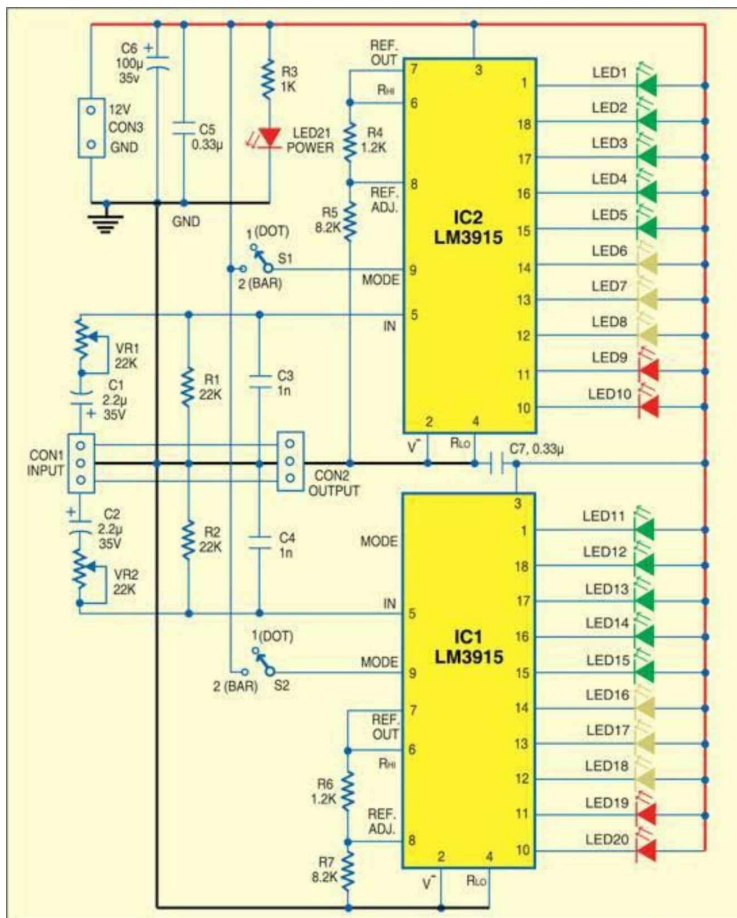 C6
100µ
35v
12V
CON3
GND
C5
0.33µ
R3
1K
LED21
POWER
GND
REF.
OUT
7
RHI
6
R4
1.2K
8
REF.
ADJ.
R5
8.2K
1(DOT)
S1
2 (BAR)
9
MODE
5
IN
3
IC2
LM3915
1
18
17
16
15
14
13
12
11
10
2
4
V-
RLO
LED1
LED2
LED3
LED4
LED5
LED6
LED7
LED8
LED9
LED10
VR1
22K
C1
2.2µ
35V
+
R1
22K
C3
1n
CON1
INPUT
CON2
OUTPUT
C7, 0.33µ
+
C2
2.2µ
35V
VR2
22K
R2
22K
C4
1n
MODE
IN
5
1(DOT)
2 (BAR)
S2
MODE
9
7
REF.
OUT
6
RHI
R6
1.2K
REF.
ADJ.
8
R7
8.2K
3
IC1
LM3915
1
18
17
16
15
14
13
12
11
10
2
4
V-
RLO
LED11
LED12
LED13
LED14
LED15
LED16
LED17
LED18
LED19
LED20